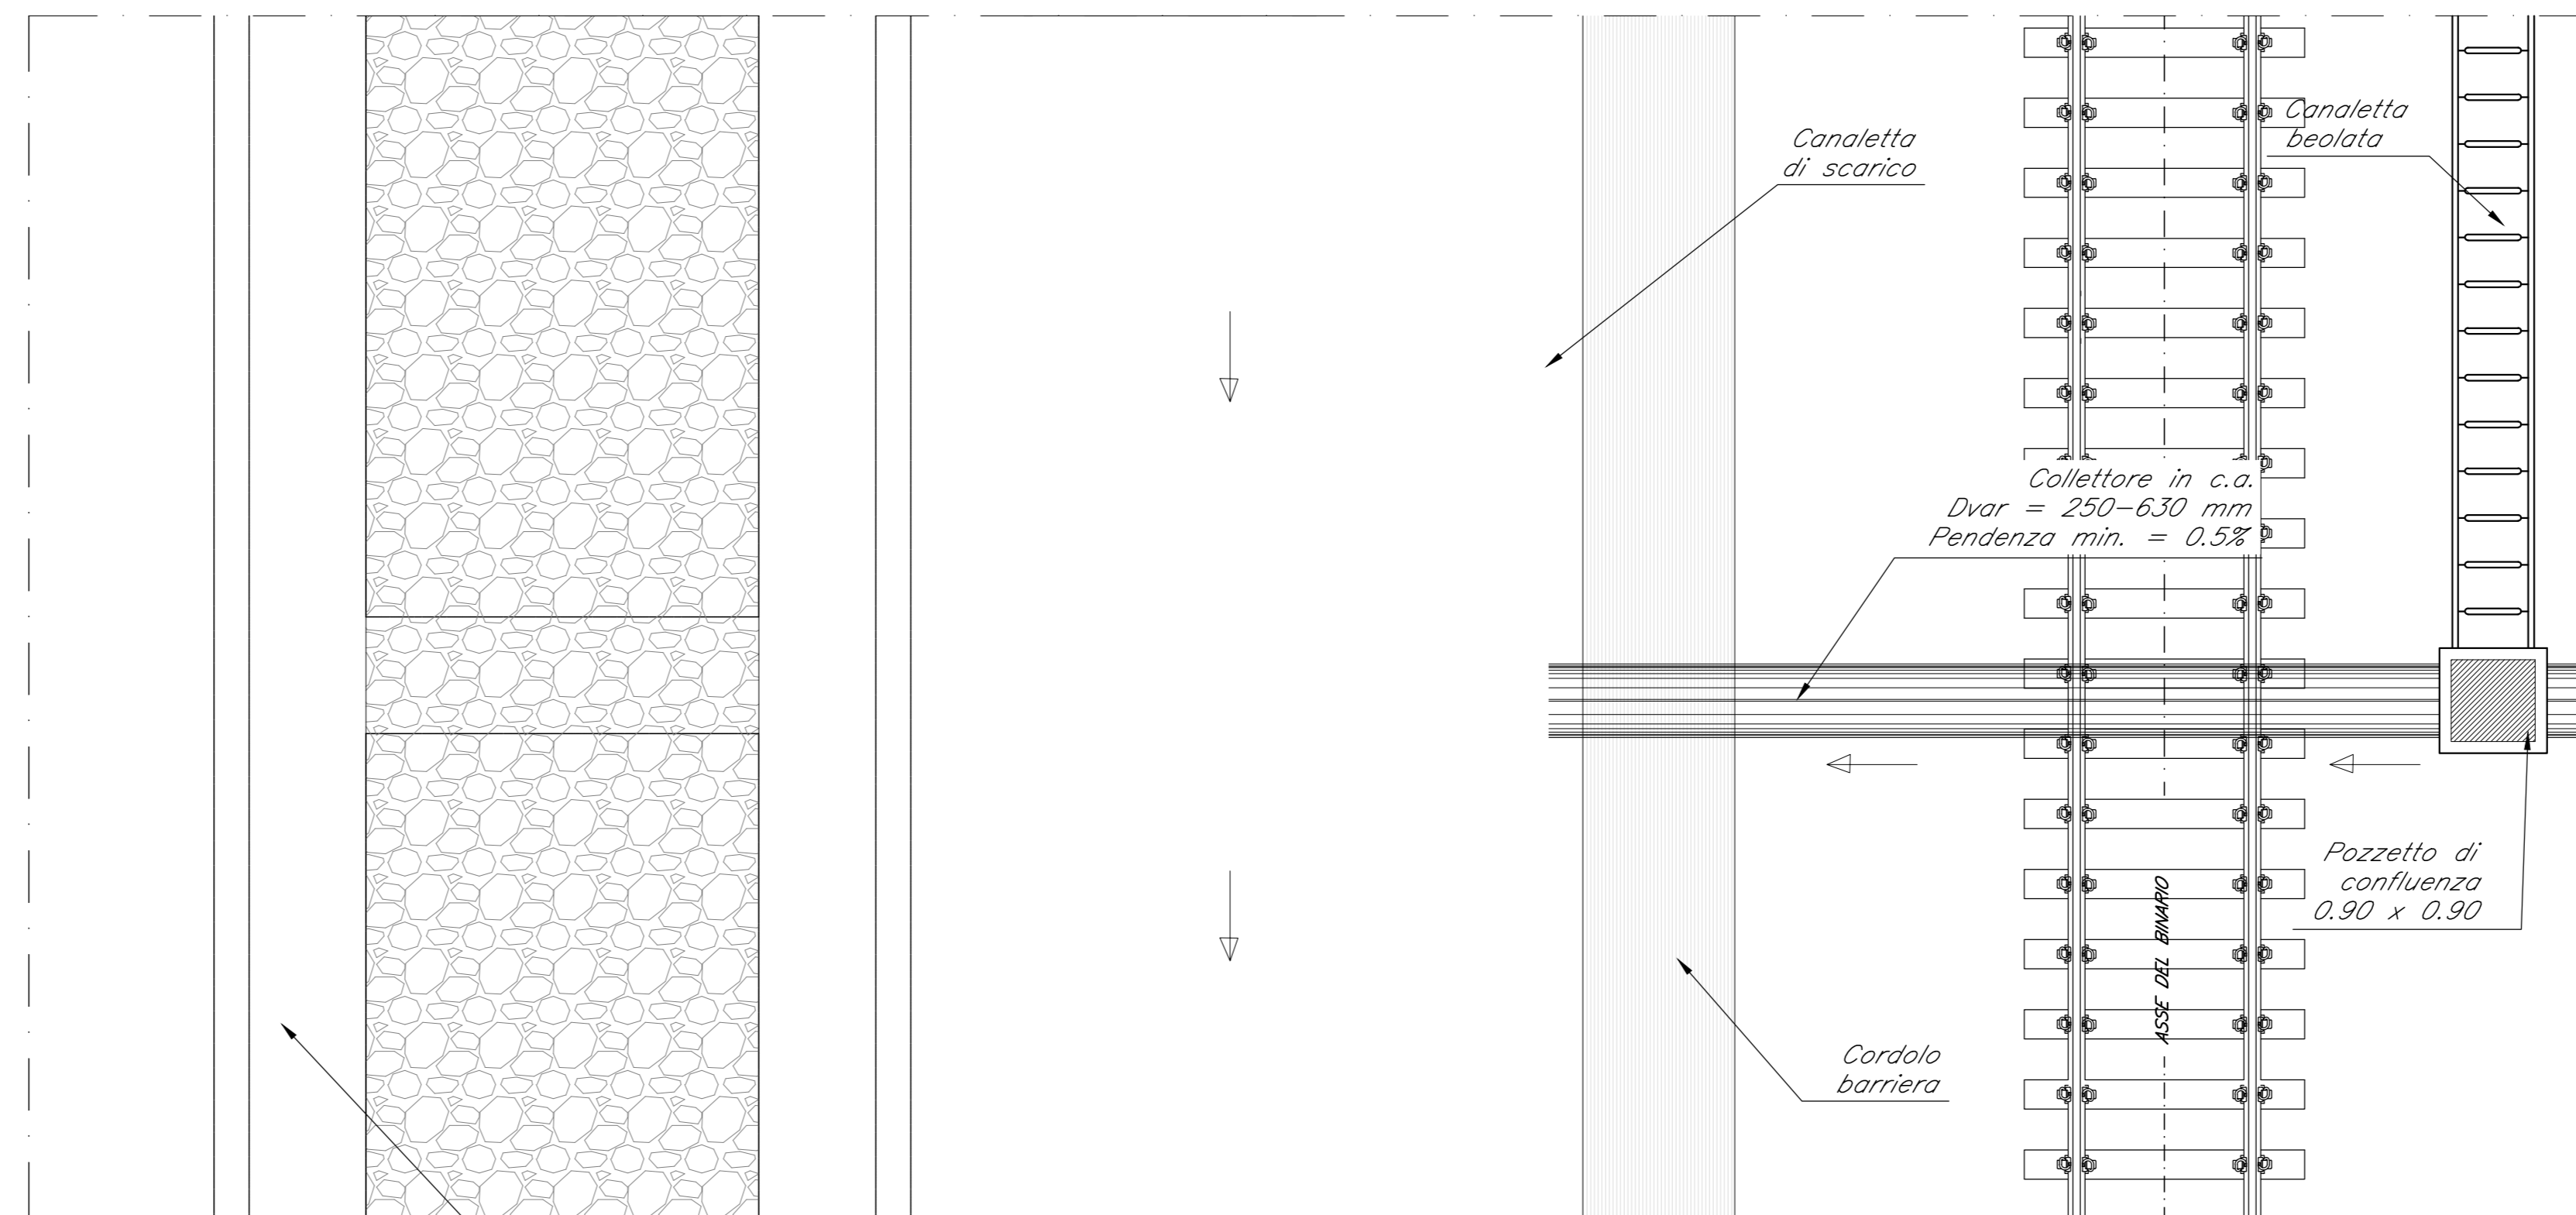 Canaletta
di scarico
Canaletta
beolata
Collettore in c.a.
Dvar = 250-630 mm
Pendenza min. = 0.5%
Pozzetto di
confluenza
0.90 x 0.90
ASSE DEL BINARIO
Cordolo
barriera